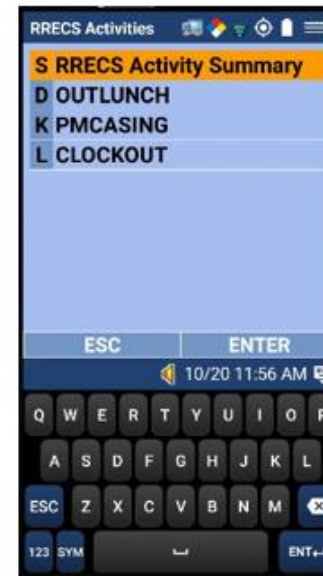 RRECS Activities
S RRECS Activity Summary
D OUTLUNCH
K PMCASING
L CLOCKOUT
ESC ENTER
10/20 11:56 AM
Q W E R T Y U I O P
A S D F G H J K L
ESC Z X C V B N M
123 SYM ENT